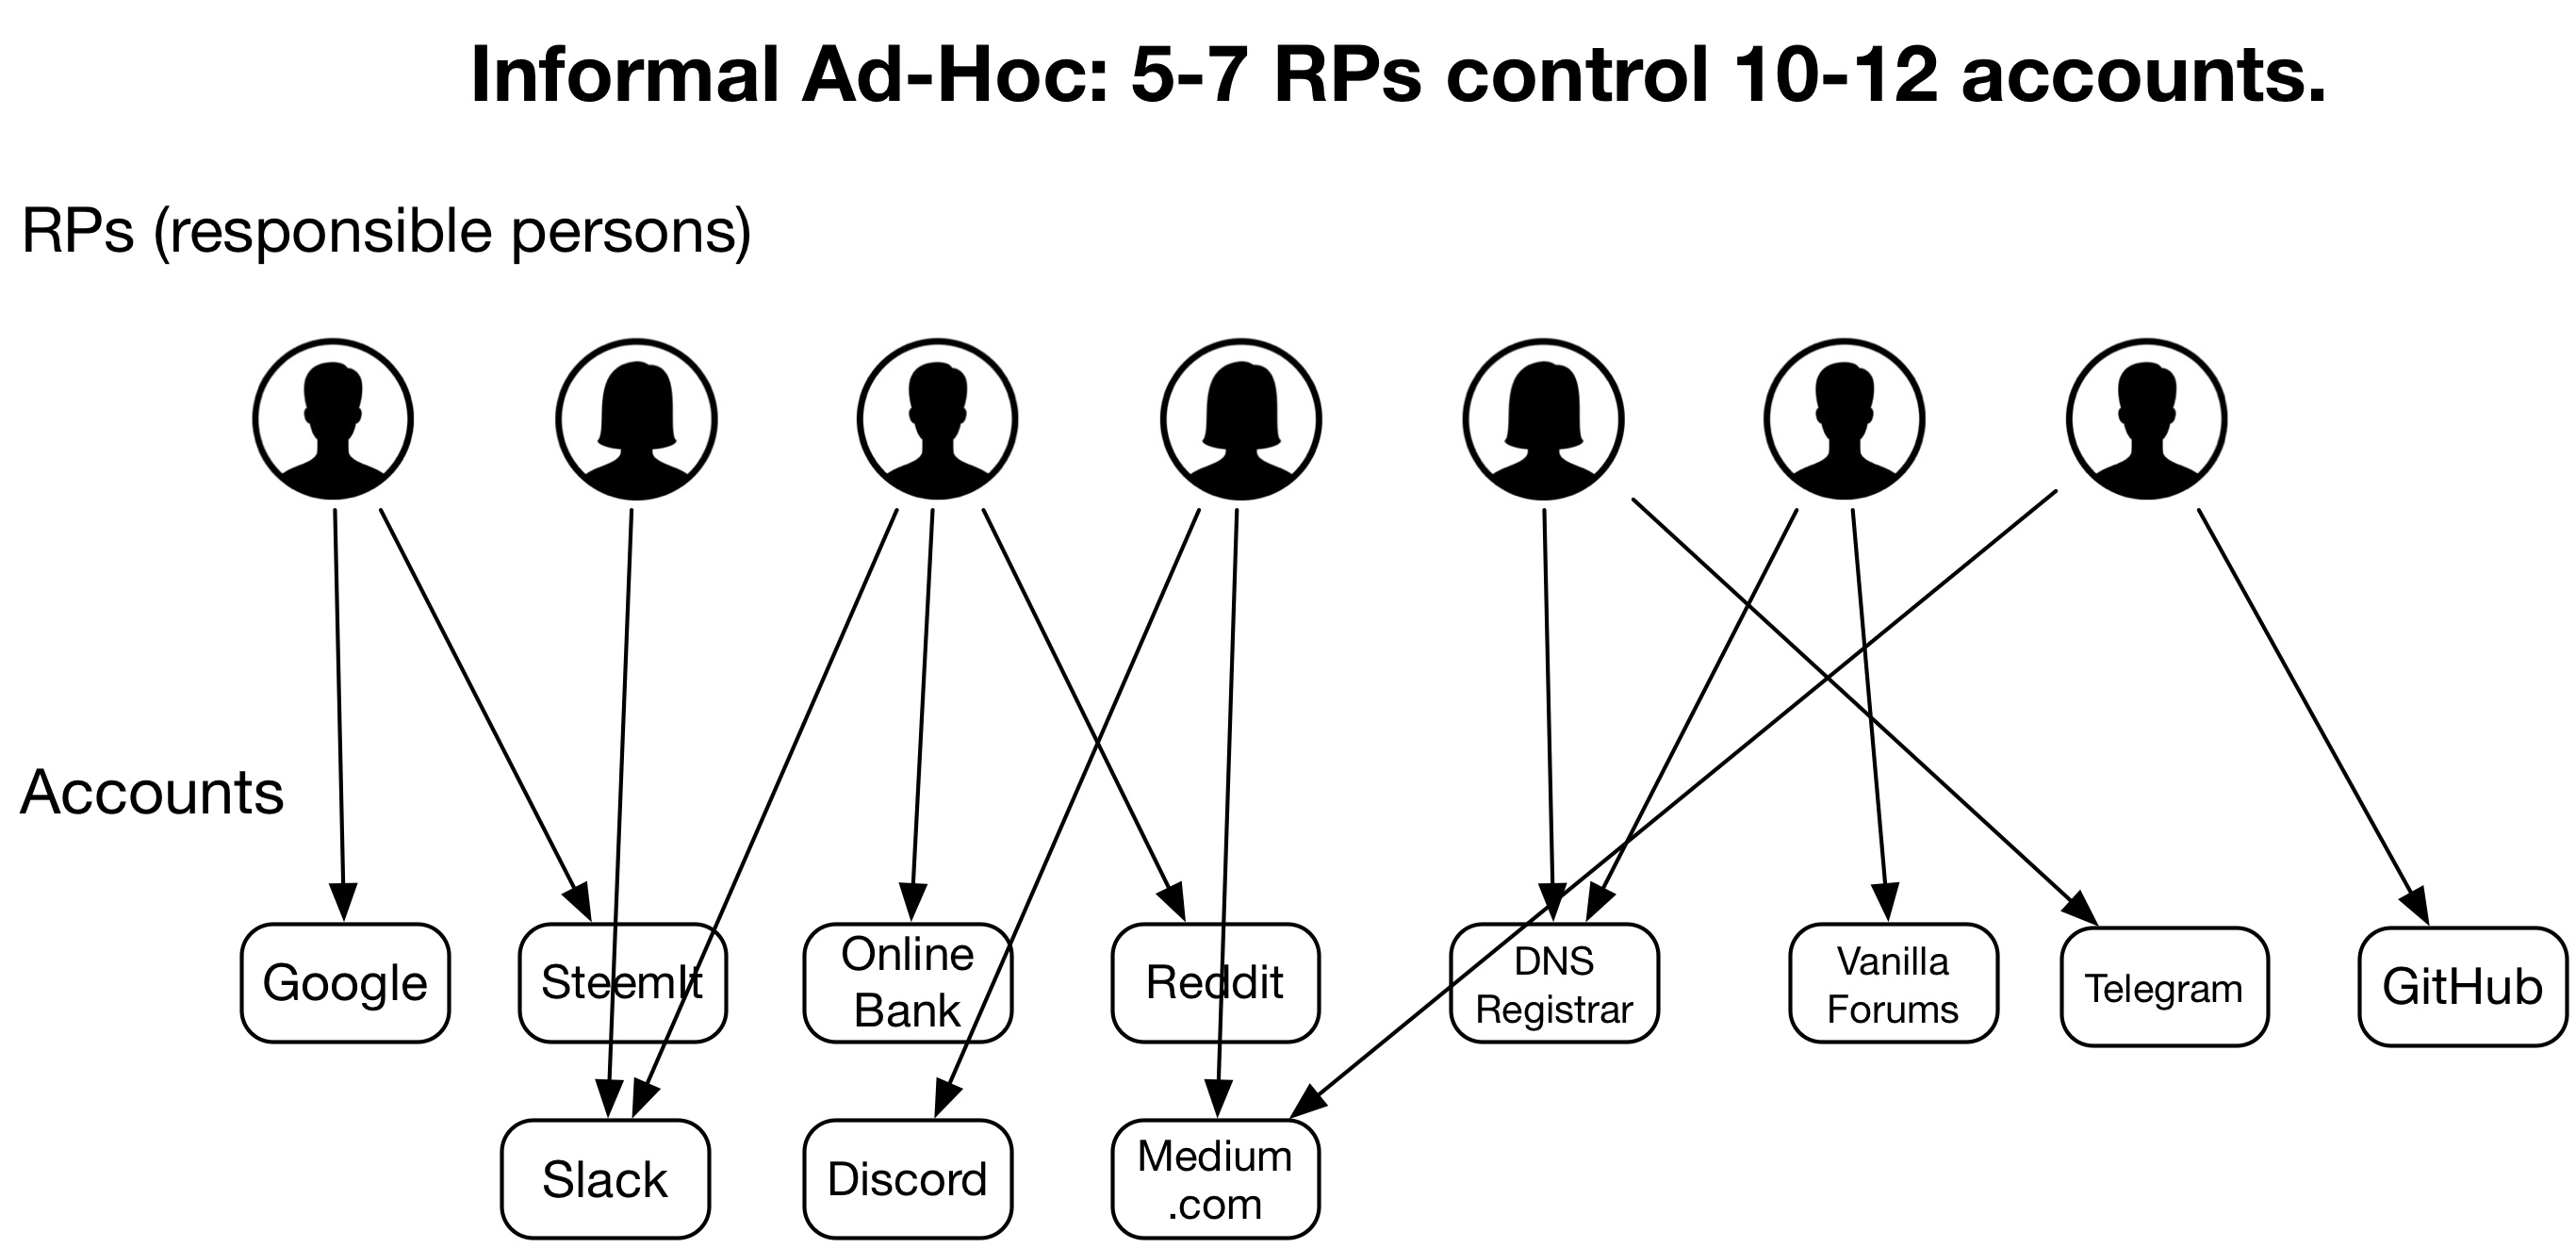 Informal Ad-Hoc: 5-7 RPs control 10-12 accounts.
RPs (responsible persons)
Accounts
Google
SteemIt
Online
Bank
Reddit
DNS
Registrar
Vanilla
Forums
Telegram
GitHub
Slack
Discord
Medium
.com